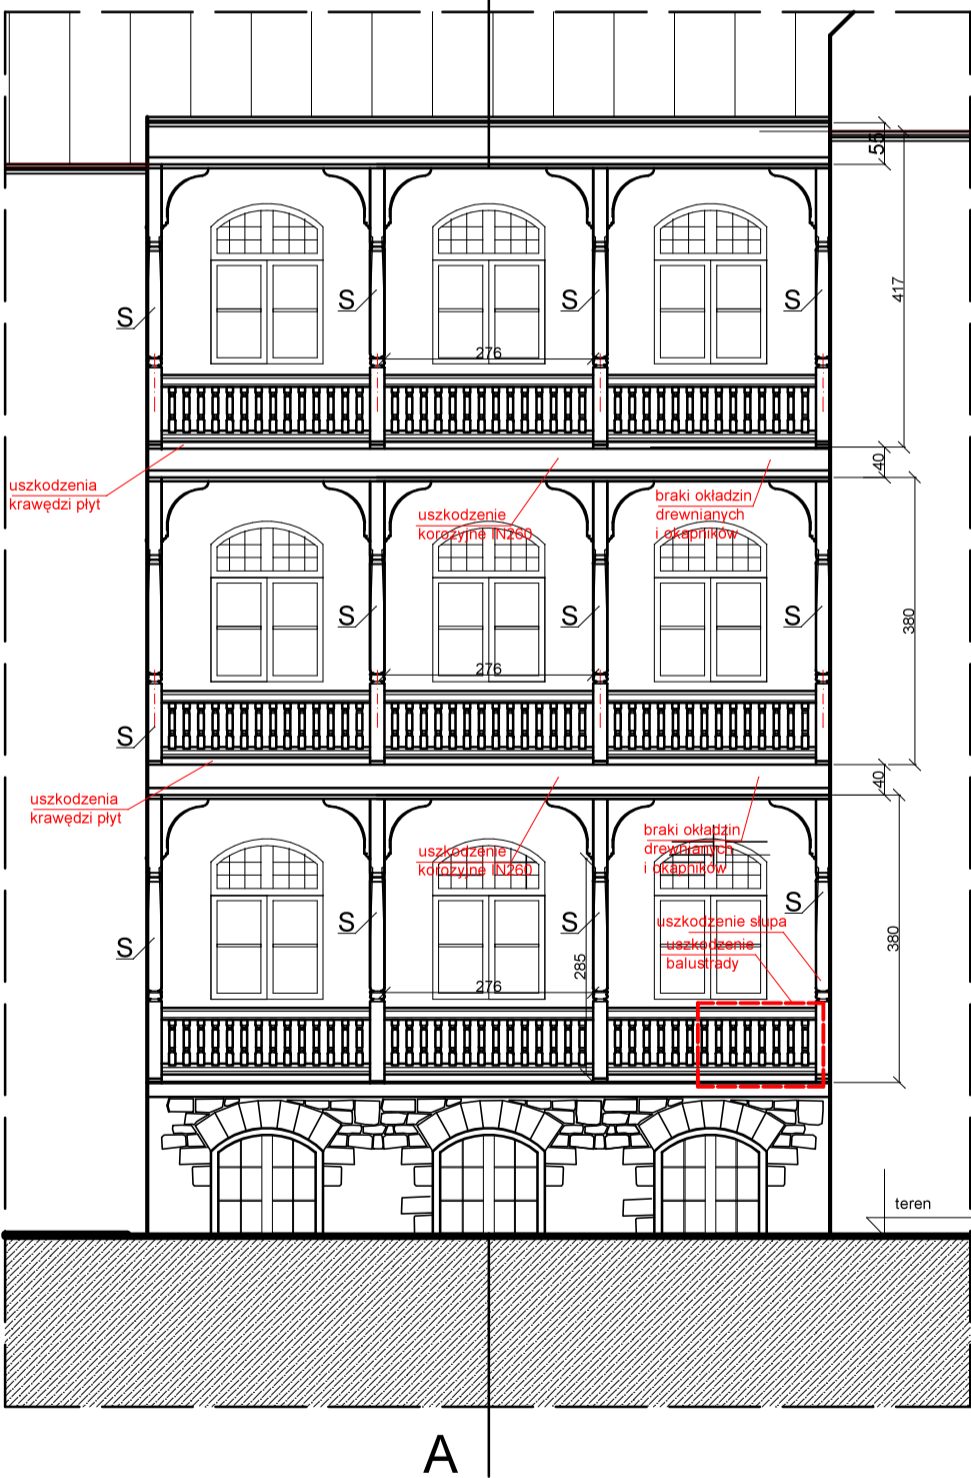 55
417
S
S
S
S
276
40
uszkodzenia
krawędzi płyt
uszkodzenie
korozyjne IN260
braki okładzin
drewnianych
i okapników
380
S
S
S
276
S
40
uszkodzenia
krawędzi płyt
uszkodzenie
korozyjne IN260
braki okładzin
drewnianych
i okapników
S
S
S
S
uszkodzenie słupa
uszkodzenie
balustrady
380
285
276
teren
A